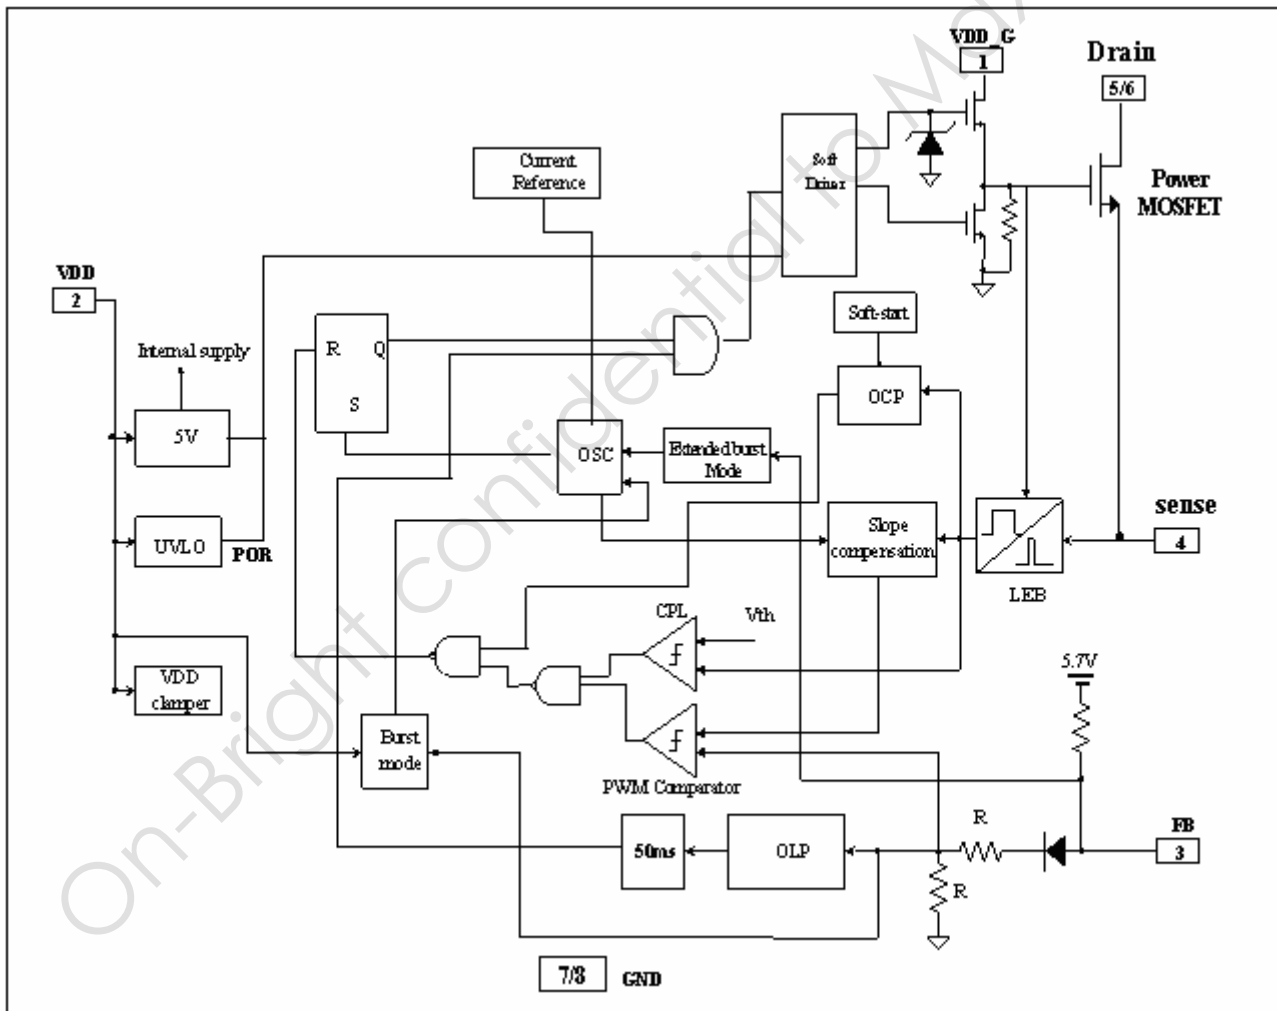 VDD_G
1
Drain
5/6
Current
Reference
Soft
Driver
Power
MOSFET
VDD
2
Soft-start
R Q
S
Internal supply
OCP
5V
OSC
Extended burst
Mode
sense
4
Slope
compensation
UVLO
POR
LEB
CPL
Vth
5.7V
VDD
clamper
Burst
mode
PWM Comparator
R
FB
3
50ms
OLP
R
7/8
GND
On-Bright confidential to Max